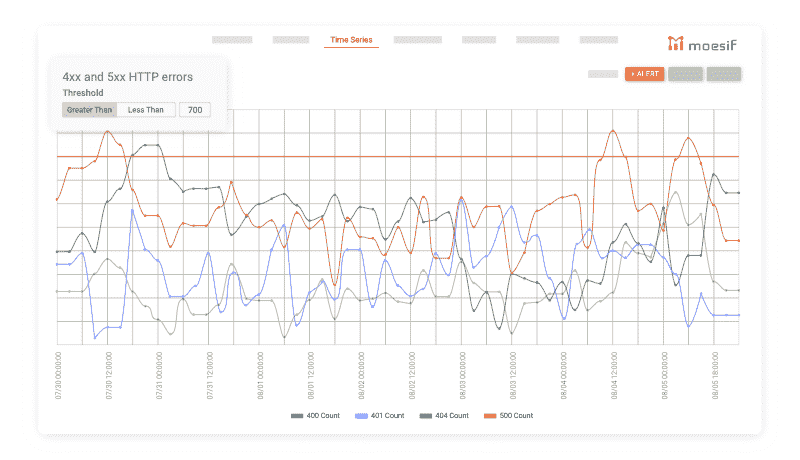 Time Series
moesif
4xx and 5xx HTTP errors
Threshold
Greater Than Less Than 700
ALERT
07/30 00:00:00 07/30 12:00:00 07/31 00:00:00 07/31 12:00:00 08/01 00:00:00 08/01 12:00:00 08/02 00:00:00 08/02 12:00:00 08/03 00:00:00 08/03 12:00:00 08/04 00:00:00 08/04 12:00:00 08/05 00:00:00 08/05 18:00:00
400 Count 401 Count 404 Count 500 Count